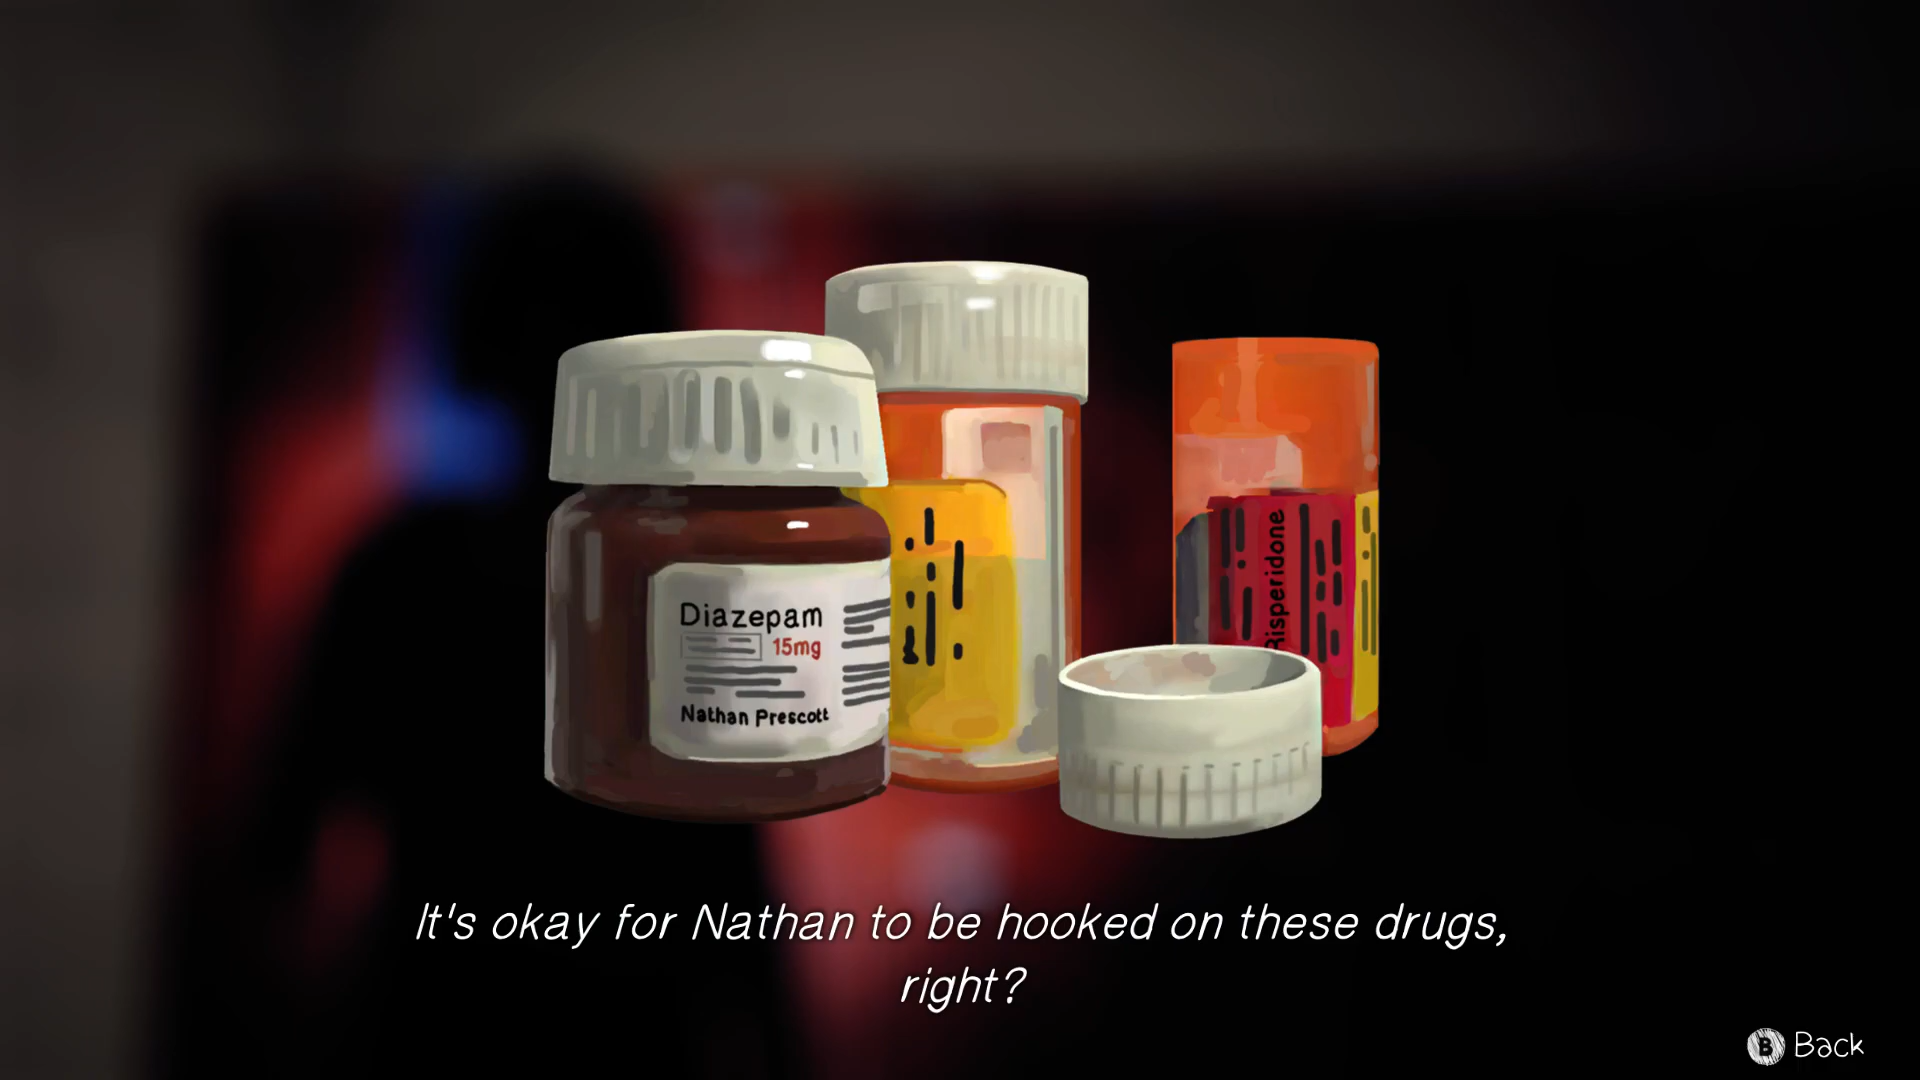 Diazepam
15mg
Nathan Prescott
Risperidone
It's okay for Nathan to be hooked on these drugs,
right?
B Back